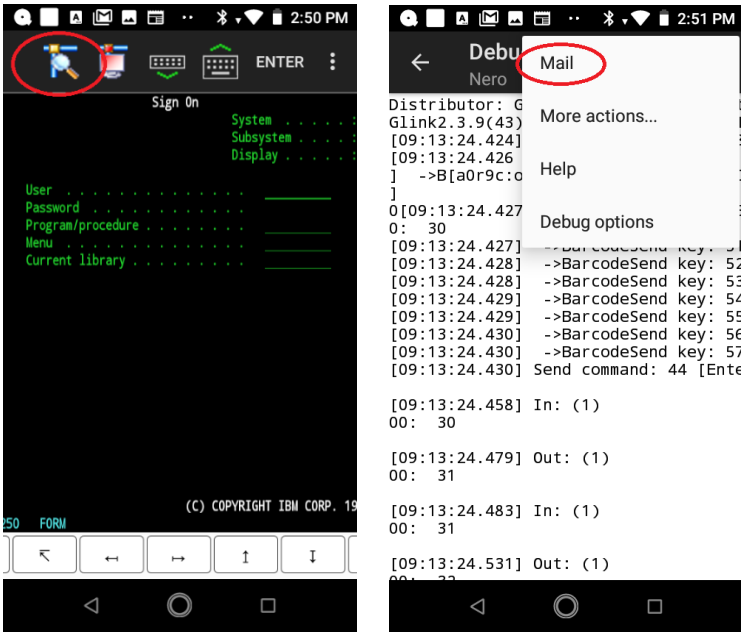 2:50 PM
ENTER
Sign On
System . . . . . :
Subsystem . . . . :
Display . . . . . :
User . . . . . . . . . . . . . .
Password . . . . . . . . . . . .
Program/procedure . . . . . . . .
Menu . . . . . . . . . . . . . .
Current library . . . . . . . . .
(C) COPYRIGHT IBM CORP. 19
250 FORM
2:51 PM
Debu
Nero
Mail
More actions...
Help
Debug options
Distributor: G
Glink2.3.9(43)
[09:13:24.424]
[09:13:24.426
] ->B[a0r9c:o
]
O[09:13:24.427
0: 30
[09:13:24.427] ->BarcodeSend key: 51
[09:13:24.428] ->BarcodeSend key: 52
[09:13:24.428] ->BarcodeSend key: 53
[09:13:24.429] ->BarcodeSend key: 54
[09:13:24.429] ->BarcodeSend key: 55
[09:13:24.430] ->BarcodeSend key: 56
[09:13:24.430] ->BarcodeSend key: 57
[09:13:24.430] Send command: 44 [Ente
[09:13:24.458] In: (1)
00: 30
[09:13:24.479] Out: (1)
00: 31
[09:13:24.483] In: (1)
00: 31
[09:13:24.531] Out: (1)
00: 32